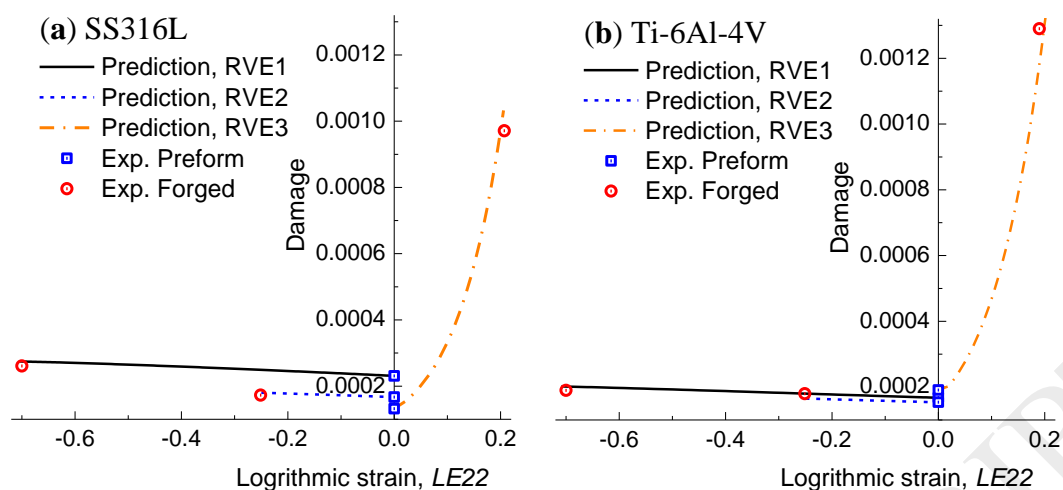 (a) SS316L
Prediction, RVE1
Prediction, RVE2
Prediction, RVE3
Exp. Preform
Exp. Forged
Damage
0.0012
0.0010
0.0008
0.0006
0.0004
0.0002
-0.6 -0.4 -0.2 0.0 0.2
Logrithmic strain, LE22
(b) Ti-6Al-4V
Prediction, RVE1
Prediction, RVE2
Prediction, RVE3
Exp. Preform
Exp. Forged
Damage
0.0012
0.0010
0.0008
0.0006
0.0004
0.0002
-0.6 -0.4 -0.2 0.0 0.2
Logrithmic strain, LE22